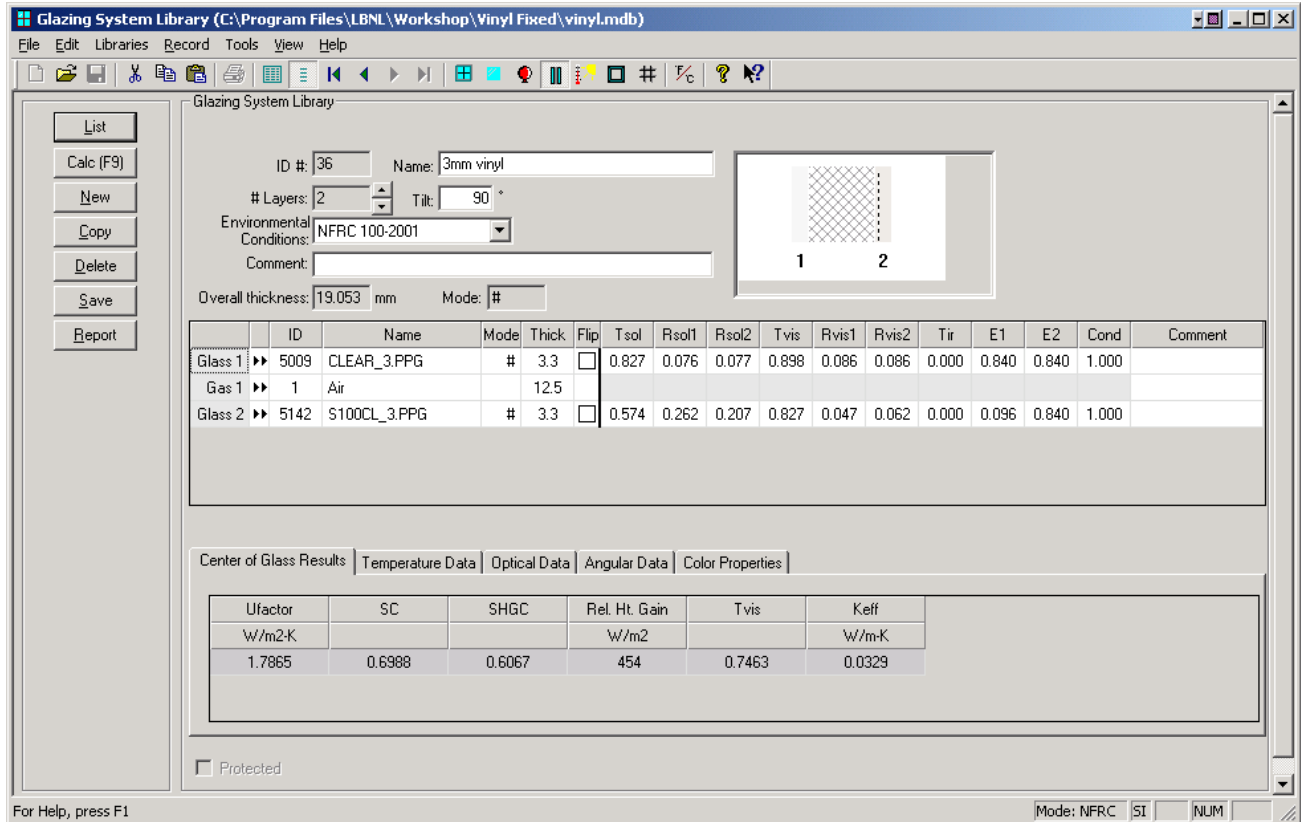 Glazing System Library (C:\Program Files\LBNL\Workshop\Vinyl Fixed\vinyl.mdb)
File Edit Libraries Record Tools View Help
Glazing System Library
List
Calc (F9)
New
Copy
Delete
Save
Report
ID #: 36 Name: 3mm vinyl
# Layers: 2 Tilt: 90 °
Environmental Conditions: NFRC 100-2001
Comment:
Overall thickness: 19.053 mm Mode: #
1 2
ID Name Mode Thick Flip Tsol Rsol1 Rsol2 Tvis Rvis1 Rvis2 Tir E1 E2 Cond Comment
Glass 1 5009 CLEAR_3.PPG # 3.3 0.827 0.076 0.077 0.898 0.086 0.086 0.000 0.840 0.840 1.000
Gas 1 1 Air 12.5
Glass 2 5142 S100CL_3.PPG # 3.3 0.574 0.262 0.207 0.827 0.047 0.062 0.000 0.096 0.840 1.000
Center of Glass Results Temperature Data Optical Data Angular Data Color Properties
Ufactor SC SHGC Rel. Ht. Gain Tvis Keff
W/m2-K W/m2 W/m-K
1.7865 0.6988 0.6067 454 0.7463 0.0329
Protected
For Help, press F1 Mode: NFRC SI NUM